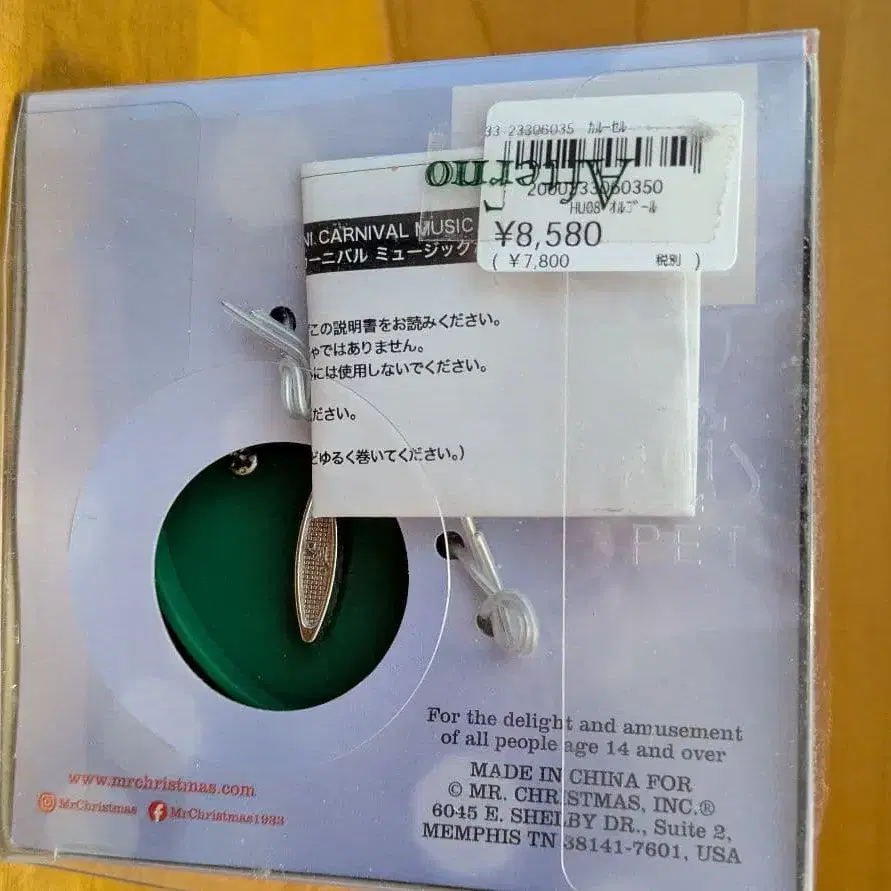 33 23306035 カルーセル
Afterno
2000233060350
HU08 オルゴール
¥8,580
( ¥7,800 税別 )
NI CARNIVAL MUSIC
ーニバル ミュージック
この説明書をお読みください。
ではありません。
には使用しないでください。
ださい。
どゆるく巻いてください。)
PET
For the delight and amusement
of all people age 14 and over
MADE IN CHINA FOR
© MR. CHRISTMAS, INC.®
6045 E. SHELBY DR., Suite 2,
MEMPHIS TN 38141-7601, USA
www.mrchristmas.com
MrChristmas MrChristmas1933